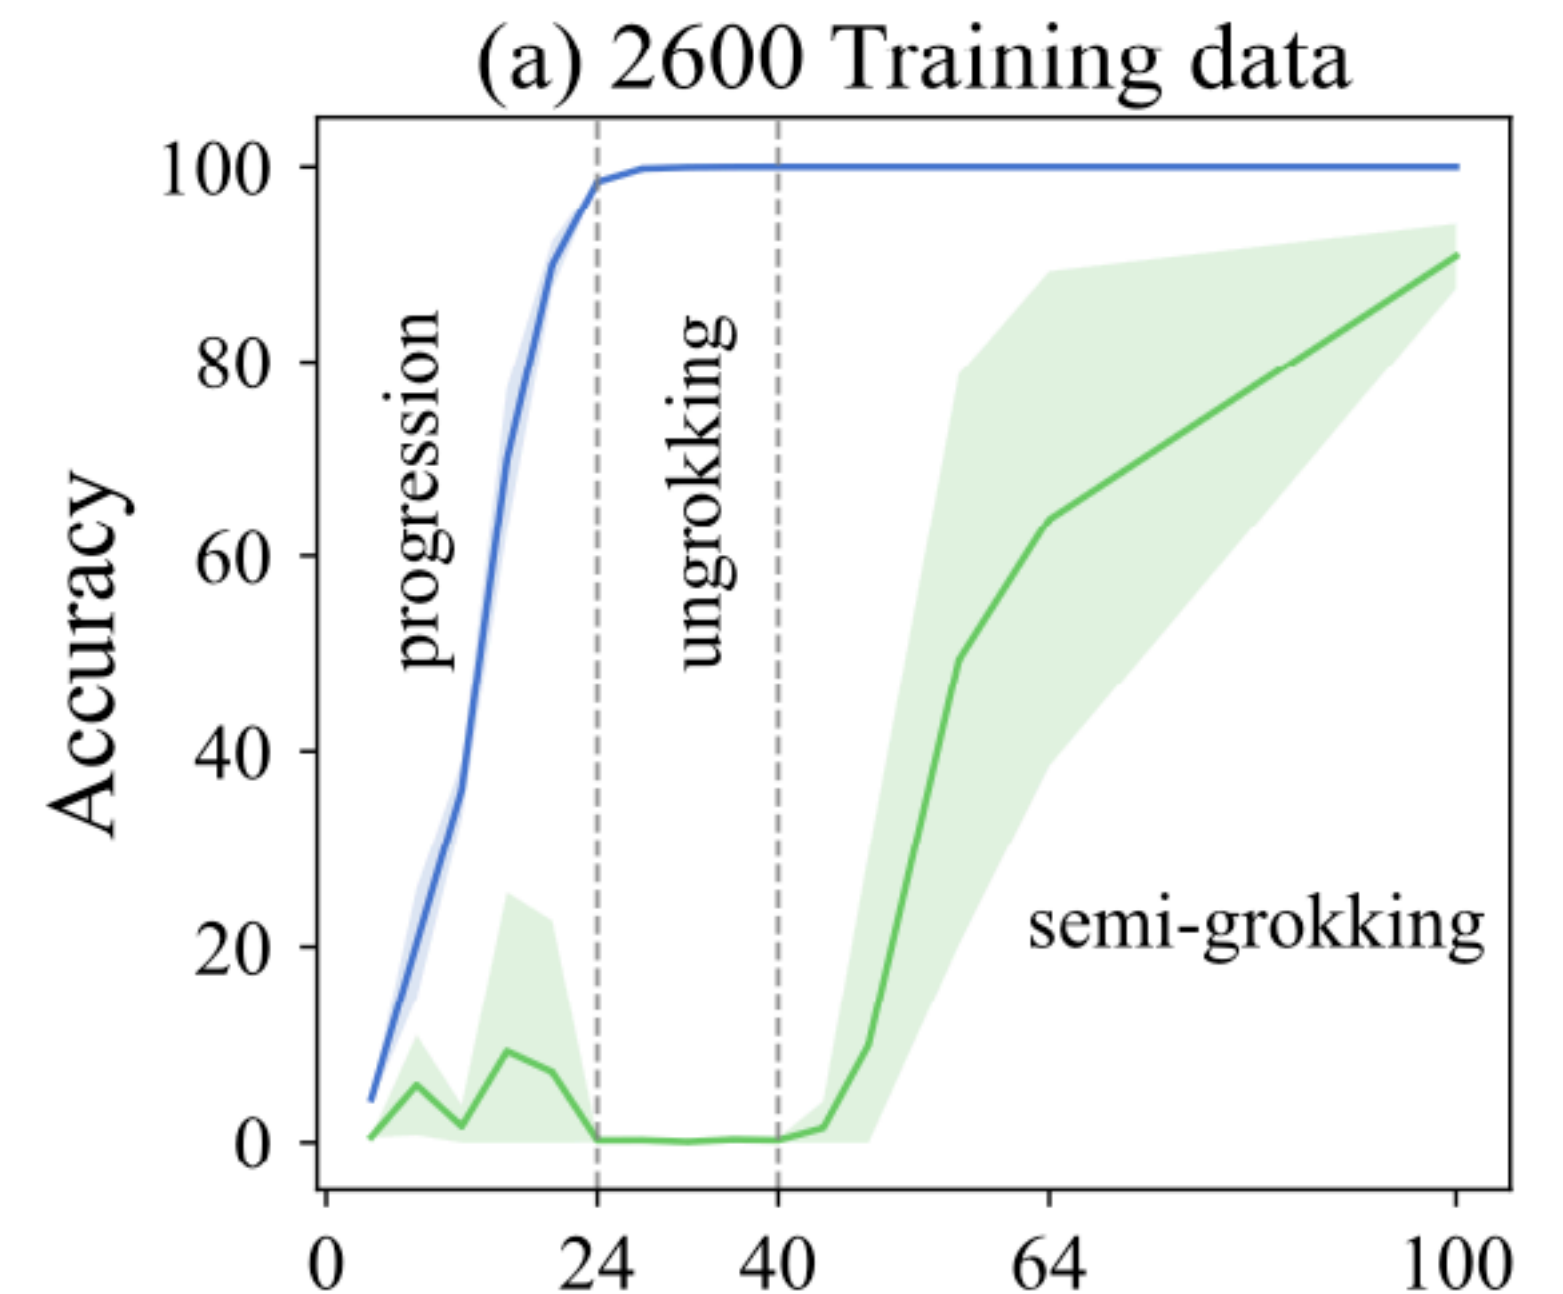 (a) 2600 Training data
100
80
60
40
20
0
Accuracy
progression
ungrokking
semi-grokking
0 24 40 64 100